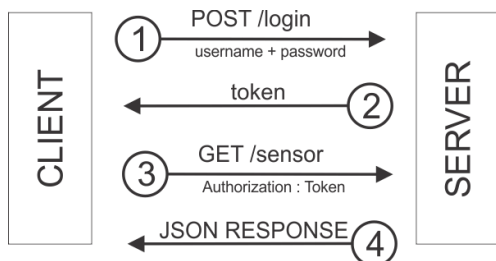 CLIENT
1
POST /login
username + password
token
2
3
GET /sensor
Authorization : Token
JSON RESPONSE
4
SERVER